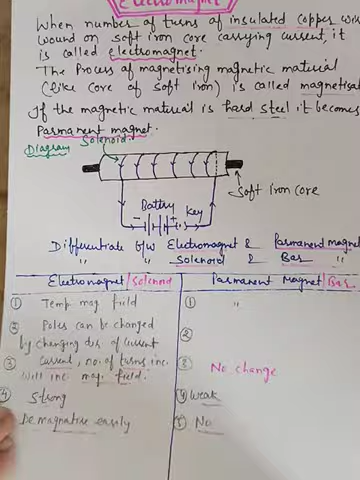 Electromagnet
When number of turns of insulated copper
wound on soft iron core carrying current, it
is called electromagnet.
The Process of magnetising magnetic material
(like core of soft iron) is called
If the magnetic material is hard steel it becomes
Parmanent magnet.
Diagram Solenoid
Soft Iron core
Battery Key
- +
Differentiate b/w Electromagnet & Parmanent magnet
" " Solenoid & Bar "
Electromagnet/Solenoid Parmanent Magnet/Bar
① Temp mag field ① "
② Poles can be changed ②
by changing dir of current
③ Current, no. of turns inc. ③ No change
will inc mag. field.
④ Strong ④ Weak
Demagnatise easily ⑤ No